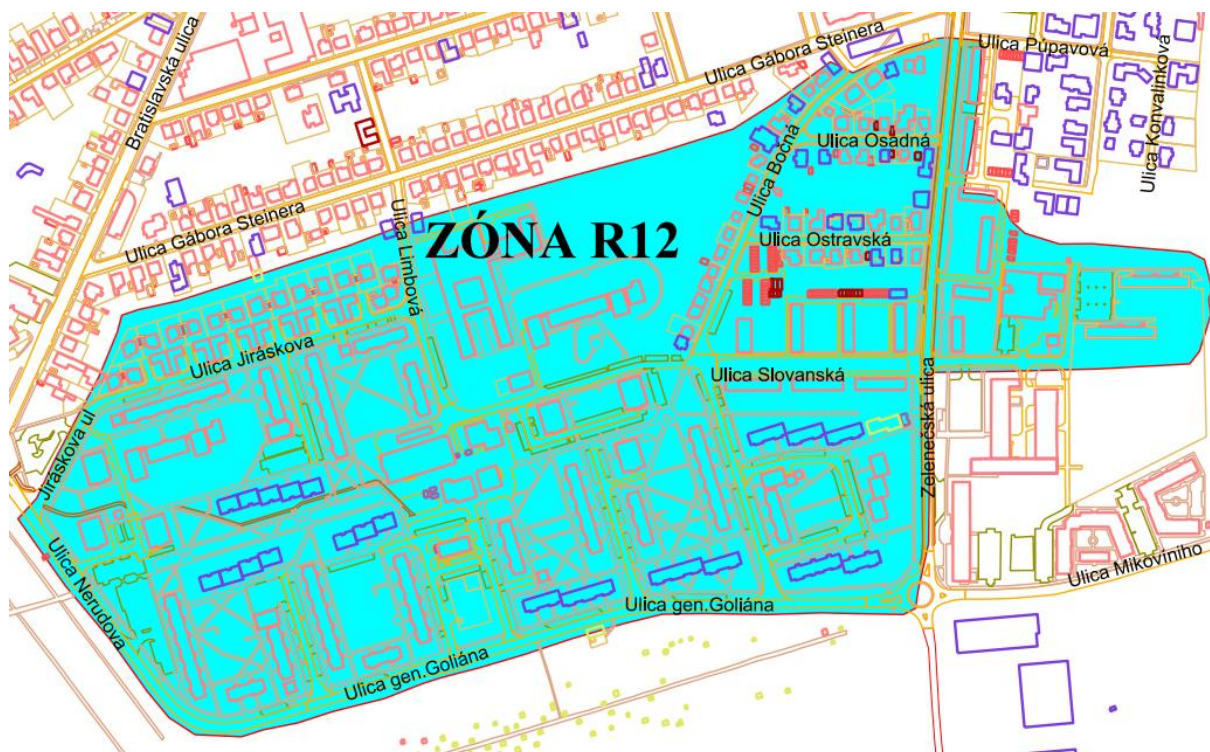 Bratislavská ulica
Ulica Gábora Steinera
Ulica Púpavová
Ulica Konvalinková
Ulica Bočná
Ulica Osadná
Ulica Gábora Steinera
Ulica Limbová
ZÓNA R12
Ulica Ostravská
Ulica Jiráskova
Ulica Slovanská
Zelenečská ulica
Jiraskova ul
Ulica Nerudova
Ulica Mikovíniho
Ulica gen.Goliána
Ulica gen.Goliána